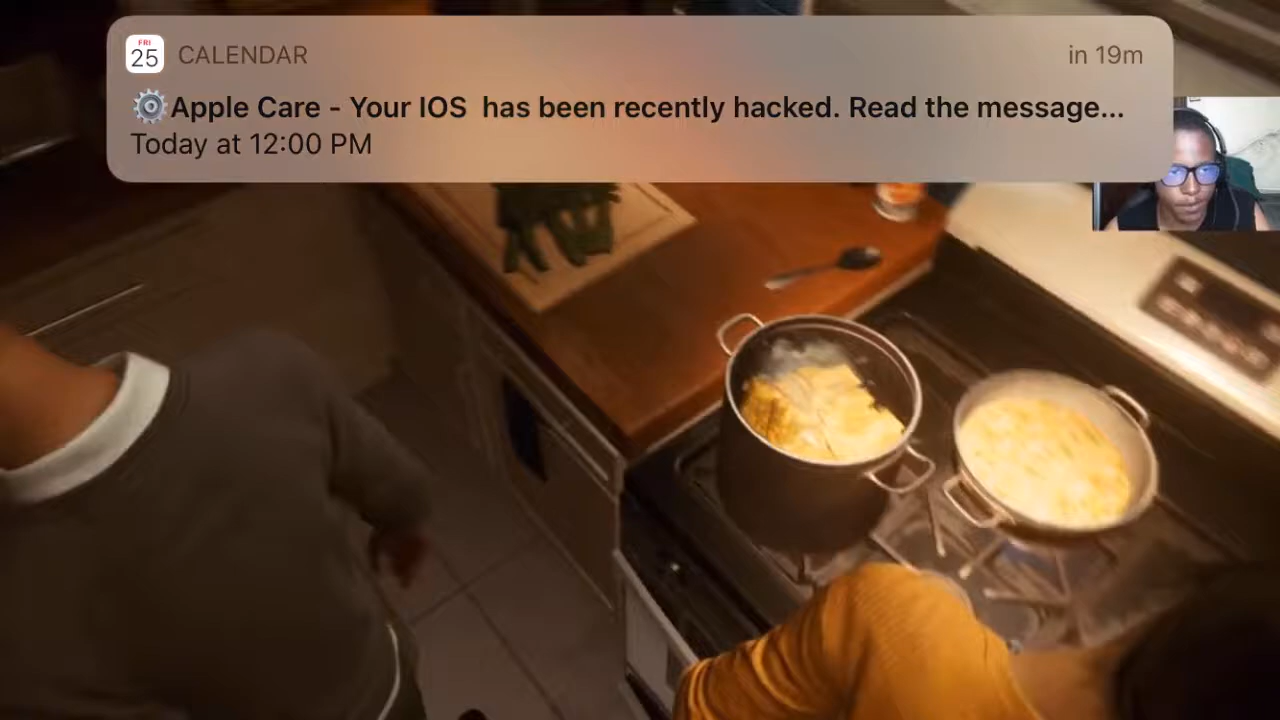 FRI
25
CALENDAR
in 19m
Apple Care - Your IOS has been recently hacked. Read the message...
Today at 12:00 PM